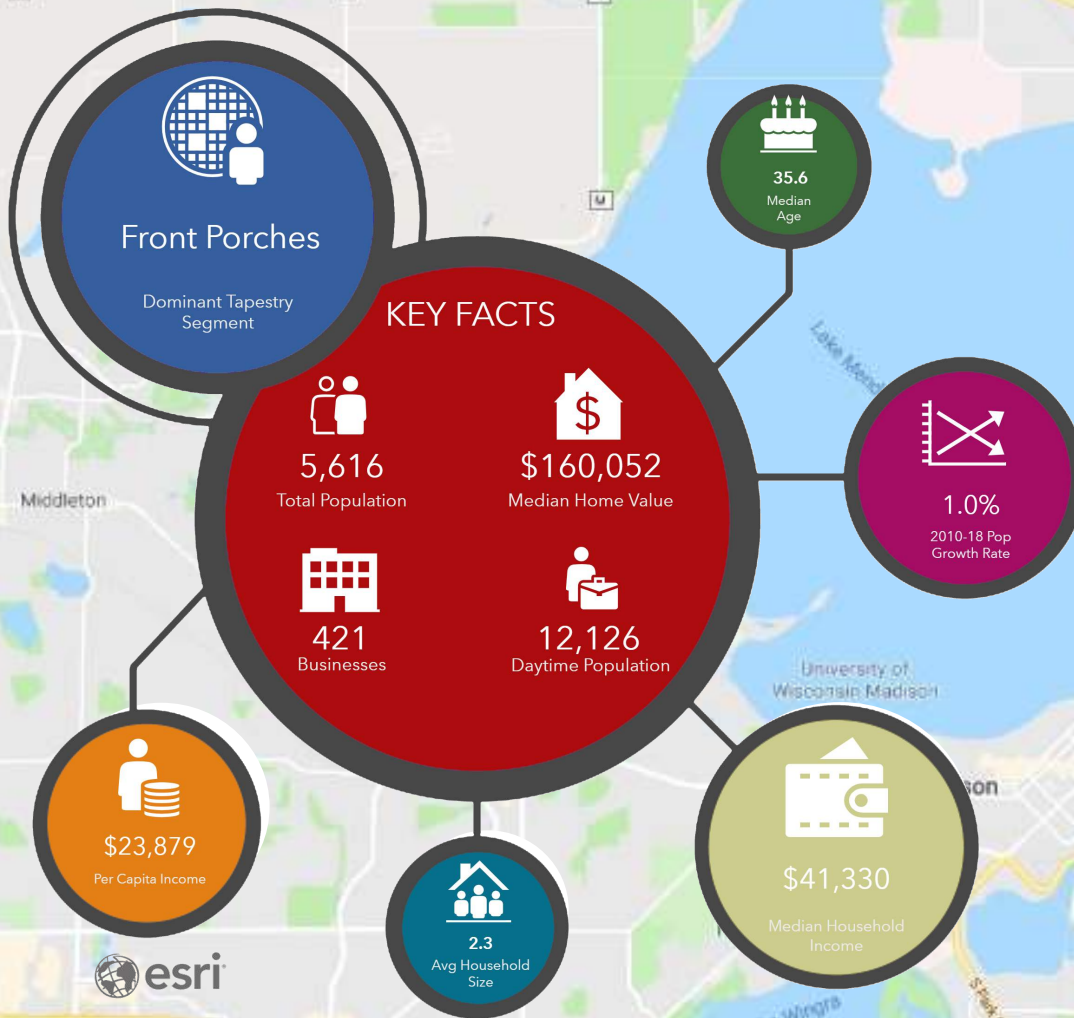 U
Front Porches
Dominant Tapestry
Segment
35.6
Median
Age
KEY FACTS
5,616
Total Population
$
$160,052
Median Home Value
421
Businesses
12,126
Daytime Population
Lake
1.0%
2010-18 Pop
Growth Rate
Middleton
University of
Wisconsin Madison
son
$23,879
Per Capita Income
2.3
Avg Household
Size
$41,330
Median Household
Income
esri
Wingra